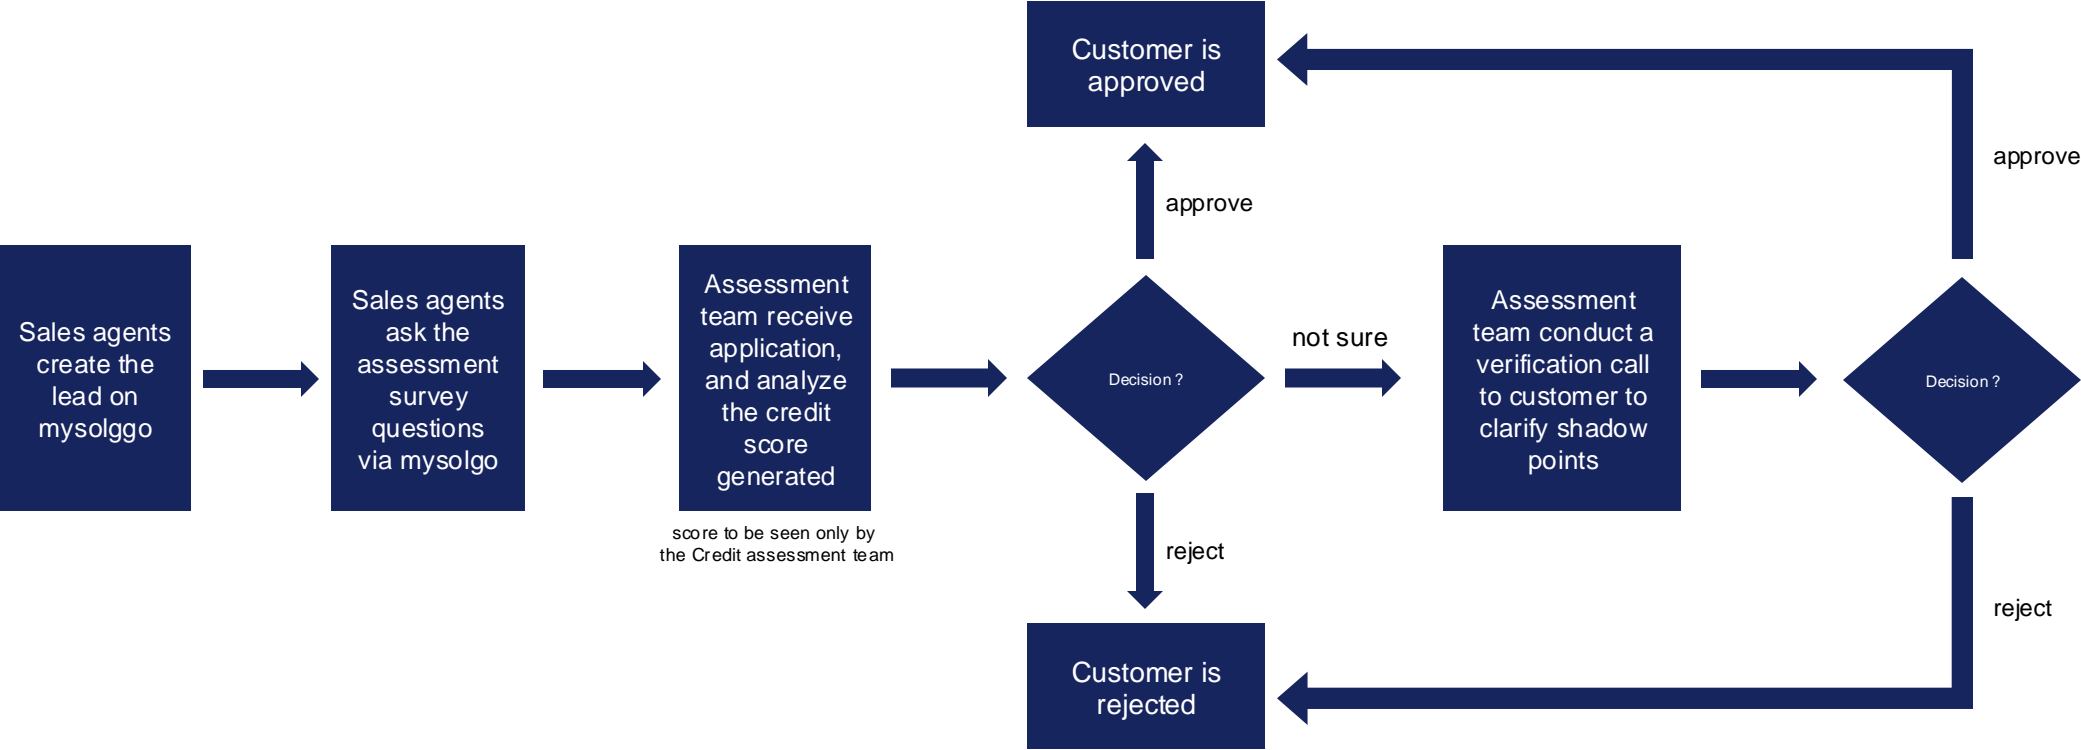 Sales agents
create the
lead on
mysolggo
Sales agents
ask the
assessment
survey
questions
via mysolgo
Assessment
team receive
application,
and analyze
the credit
score
generated
score to be seen only by
the Credit assessment team
Decision ?
approve
Customer is
approved
reject
Customer is
rejected
not sure
Assessment
team conduct a
verification call
to customer to
clarify shadow
points
Decision ?
approve
reject